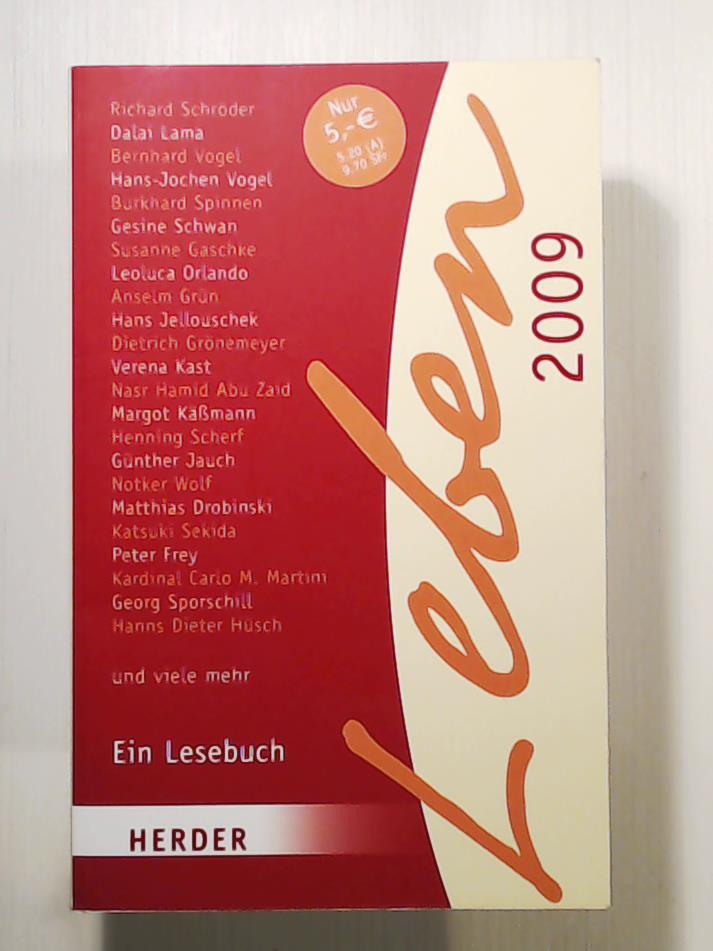 Richard Schröder
Dalai Lama
Bernhard Vogel
Hans-Jochen Vogel
Burkhard Spinnen
Gesine Schwan
Susanne Gaschke
Leoluca Orlando
Anselm Grün
Hans Jellouschek
Dietrich Grönemeyer
Verena Kast
Nasr Hamid Abu Zaid
Margot Käßmann
Henning Scherf
Günther Jauch
Notker Wolf
Matthias Drobinski
Katsuki Sekida
Peter Frey
Kardinal Carlo M. Martini
Georg Sporschill
Hanns Dieter Hüsch
und viele mehr
Ein Lesebuch
HERDER
Nur
5,-€
5.20 (A)
9.70 SFr
Leben
2009